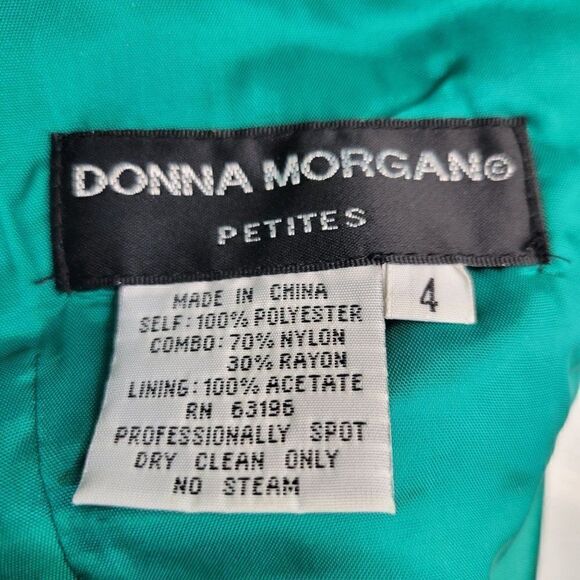 DONNA MORGAN©
PETITES
4
MADE IN CHINA
SELF: 100% POLYESTER
COMBO: 70% NYLON
30% RAYON
LINING: 100% ACETATE
RN 63196
PROFESSIONALLY SPOT
DRY CLEAN ONLY
NO STEAM